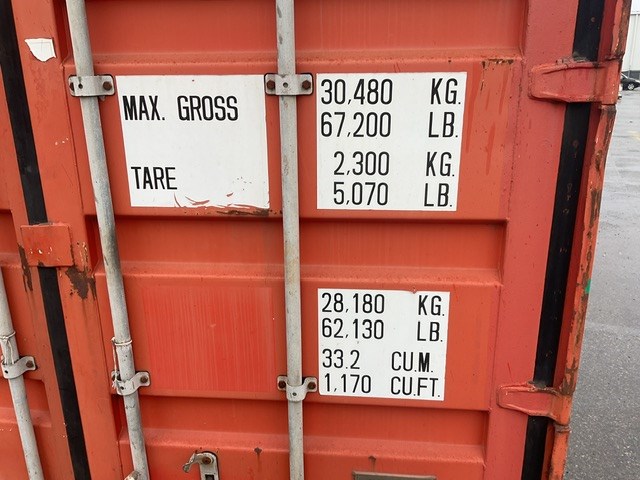 MAX. GROSS 30,480 KG.
67,200 LB.
TARE 2,300 KG.
5,070 LB.
28,180 KG.
62,130 LB.
33.2 CU.M.
1,170 CU.FT.